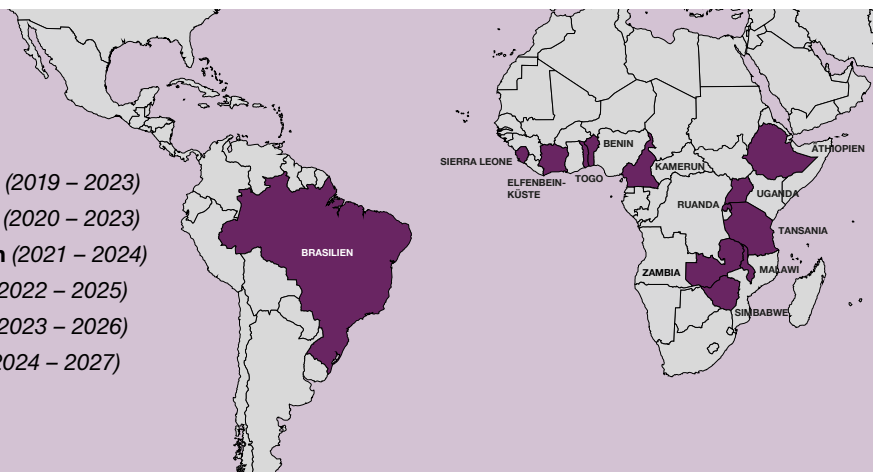 (2019 – 2023)
(2020 – 2023)
(2021 – 2024)
2022 – 2025)
2023 – 2026)
2024 – 2027)
BRASILIEN
SIERRA LEONE
ELFENBEIN-
KÜSTE
TOGO
BENIN
KAMERUN
ÄTHIOPIEN
UGANDA
RUANDA
TANSANIA
ZAMBIA
MALAWI
SIMBABWE